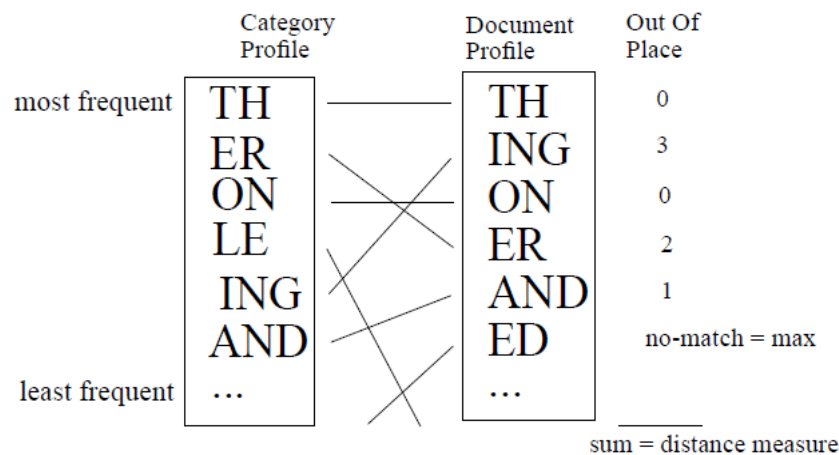 Category Profile
Document Profile
Out Of Place
most frequent
TH
TH
0
ER
ING
3
ON
ON
0
LE
ER
2
ING
AND
1
AND
ED
no-match = max
least frequent
...
...
sum = distance measure